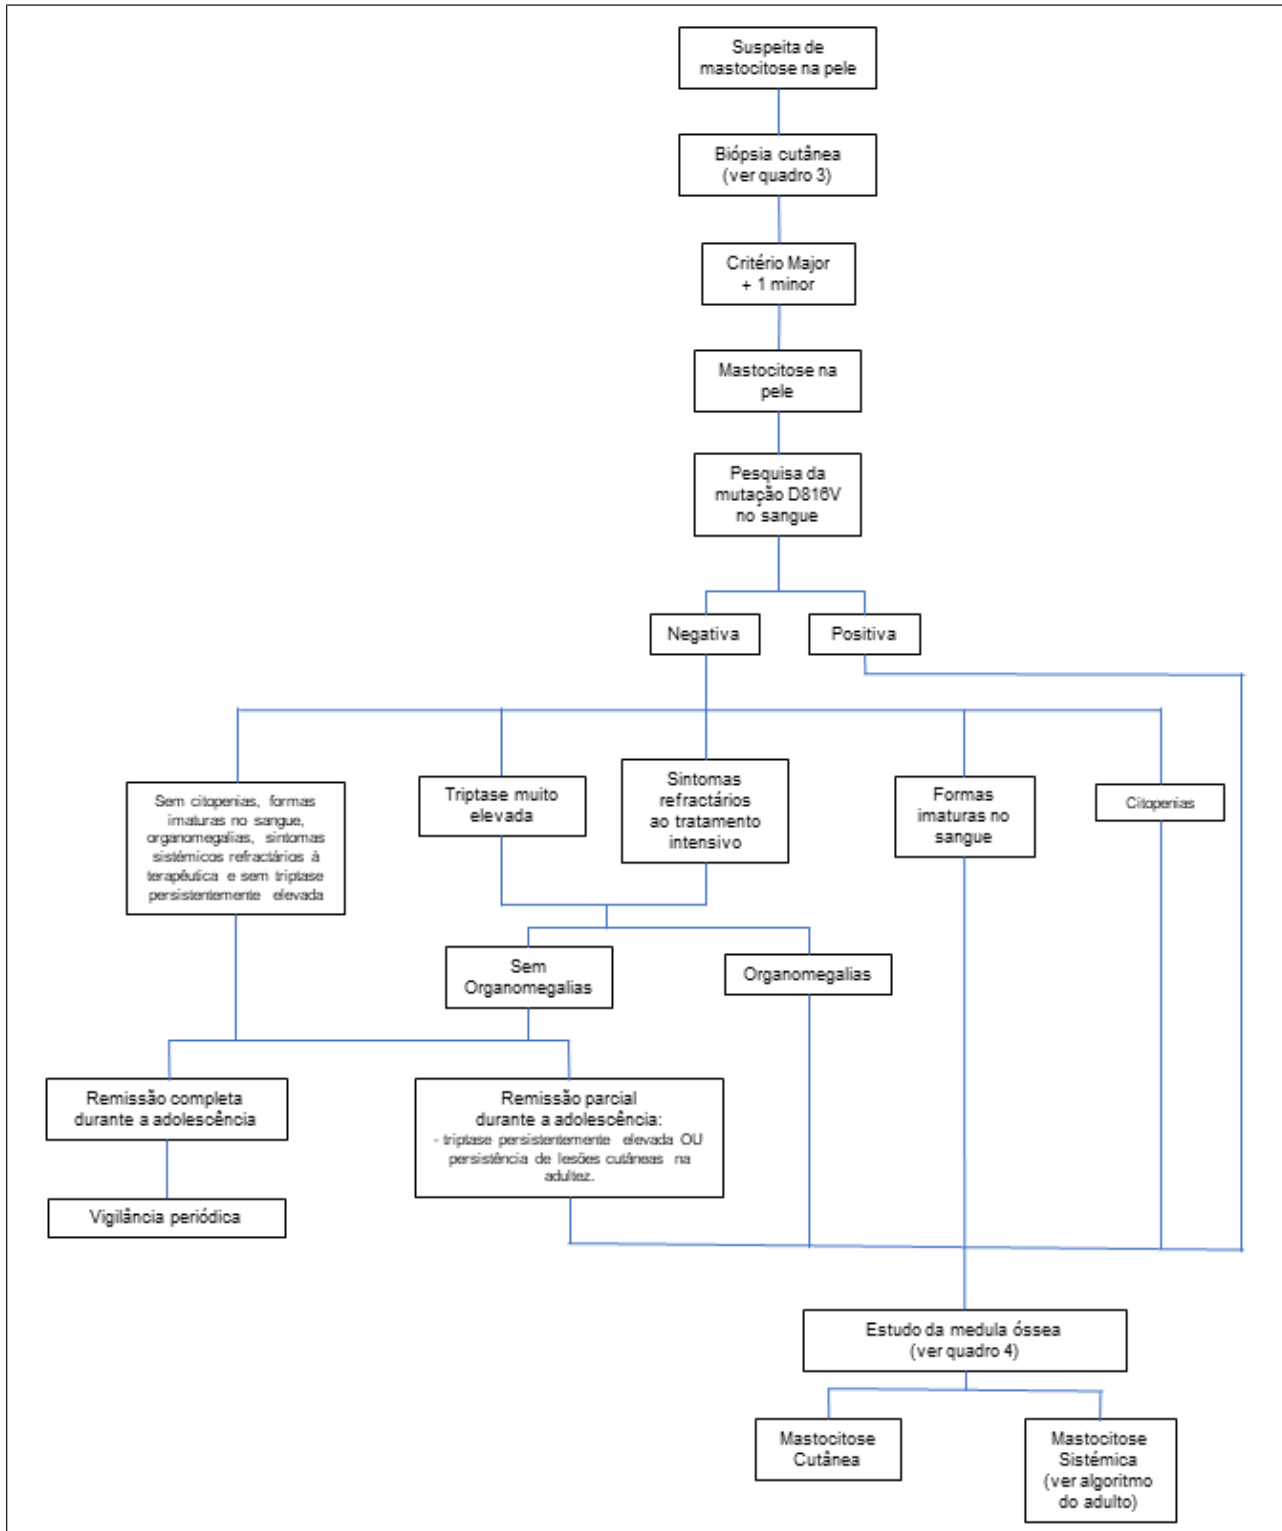 Suspeita de
mastocitose na pele
Biópsia cutânea
(ver quadro 3)
Critério Major
+ 1 minor
Mastocitose na
pele
Pesquisa da
mutação D816V
no sangue
Negativa
Positiva
Sem citopenias, formas
imaturas no sangue,
organomegalias, sintomas
sistémicos refractários à
terapêutica e sem triptase
persistentemente elevada
Triptase muito
elevada
Sintomas
refractários
ao tratamento
intensivo
Formas
imaturas no
sangue
Citopenias
Sem
Organomegalias
Organomegalias
Remissão completa
durante a adolescência
Remissão parcial
durante a adolescência:
- triptase persistentemente elevada OU
persistência de lesões cutâneas na
adultez.
Vigilância periódica
Estudo da medula óssea
(ver quadro 4)
Mastocitose
Cutânea
Mastocitose
Sistémica
(ver algoritmo
do adulto)